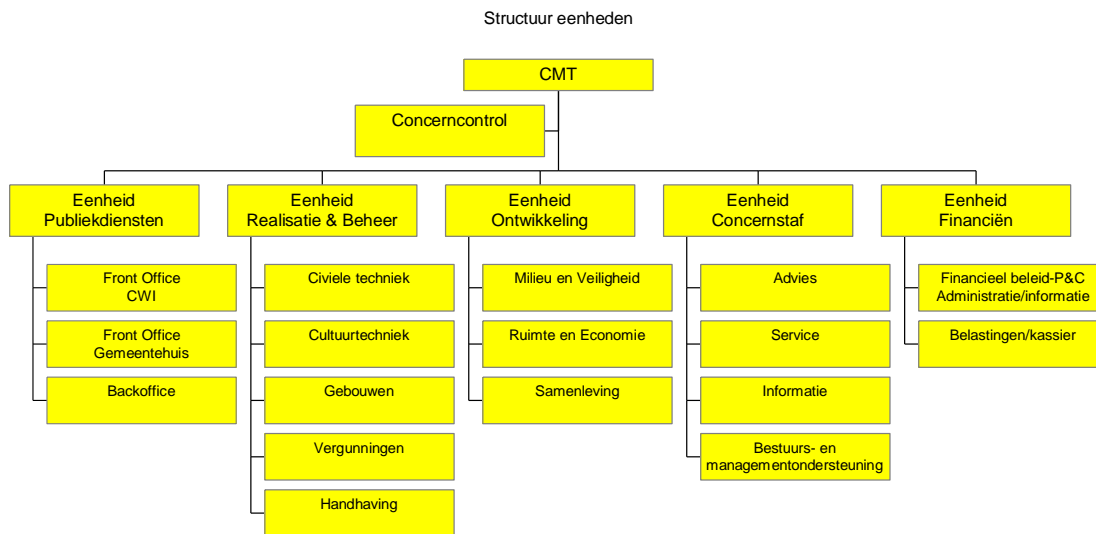 Structuur eenheden
CMT
Concerncontrol
Eenheid
Publiekdiensten
Eenheid
Realisatie & Beheer
Eenheid
Ontwikkeling
Eenheid
Concernstaf
Eenheid
Financiën
Front Office
CWI
Front Office
Gemeentehuis
Backoffice
Civiele techniek
Cultuurtechniek
Gebouwen
Vergunningen
Handhaving
Milieu en Veiligheid
Ruimte en Economie
Samenleving
Advies
Service
Informatie
Bestuurs- en
managementondersteuning
Financieel beleid-P&C
Administratie/informatie
Belastingen/kassier